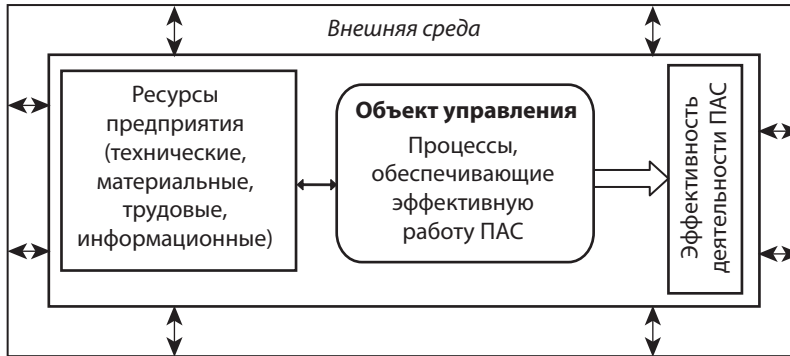 Внешняя среда
Ресурсы
предприятия
(технические,
материальные,
трудовые,
информационные)
Объект управления
Процессы,
обеспечивающие
эффективную
работу ПАС
Эффективность
деятельности ПАС